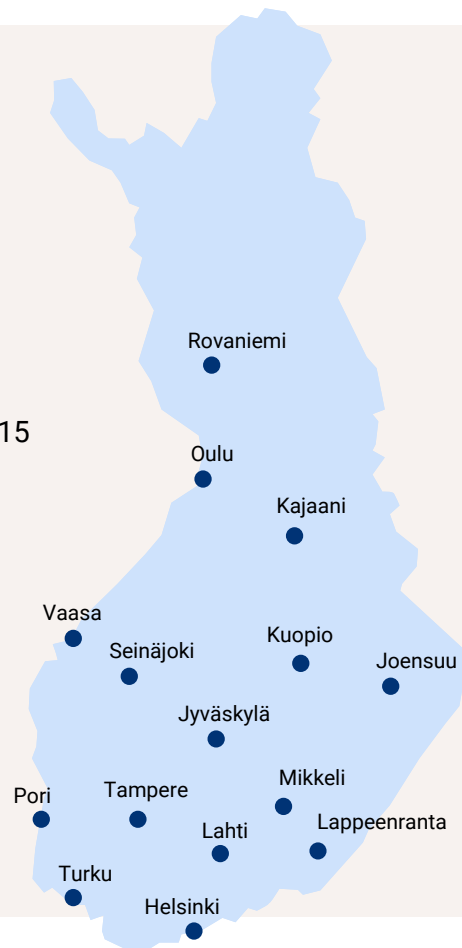 Rovaniemi
15
Oulu
Kajaani
Vaasa
Seinäjoki
Kuopio
Joensuu
Jyväskylä
Mikkeli
Pori
Tampere
Lahti
Lappeenranta
Turku
Helsinki